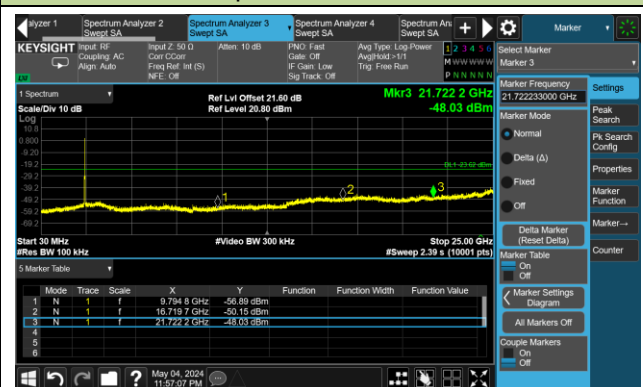 alyzer 1
Spectrum Analyzer 2
Swept SA
Spectrum Analyzer 3
Swept SA
Spectrum Analyzer 4
Swept SA
Spectrum An
Swept SA
Marker
KEYSIGHT
Input: RF
Coupling: AC
Align: Auto
Input Z: 50 Ω
Corr CCorr
Freq Ref: Int (S)
NFE: Off
Atten: 10 dB
PNO: Fast
Gate: Off
IF Gain: Low
Sig Track: Off
Avg Type: Log-Power
Avg|Hold:>1/1
Trig: Free Run
1 2 3 4 5 6
M W W W W W
P N N N N N
LM
Select Marker
Marker 3
1 Spectrum
Scale/Div 10 dB
Log
Ref Lvl Offset 21.60 dB
Ref Level 20.80 dBm
Mkr3 21.722 2 GHz
-48.03 dBm
10.8
0.800
-9.20
-19.2
-29.2
-39.2
-49.2
-59.2
-69.2
DL1 -23.62 dBm
1
2
3
Start 30 MHz
#Res BW 100 kHz
#Video BW 300 kHz
Stop 25.00 GHz
#Sweep 2.39 s (10001 pts)
5 Marker Table
Mode Trace Scale X Y Function Function Width Function Value
1 N 1 f 9.794 8 GHz -56.89 dBm
2 N 1 f 16.719 7 GHz -50.15 dBm
3 N 1 f 21.722 2 GHz -48.03 dBm
4
5
6
Marker Frequency
21.722233000 GHz
Marker Mode
Normal
Delta (Δ)
Fixed
Off
Delta Marker
(Reset Delta)
Marker Table
On
Off
Marker Settings
Diagram
All Markers Off
Couple Markers
On
Off
Settings
Peak
Search
Pk Search
Config
Properties
Marker
Function
Marker→
Counter
?
May 04, 2024
11:57:07 PM